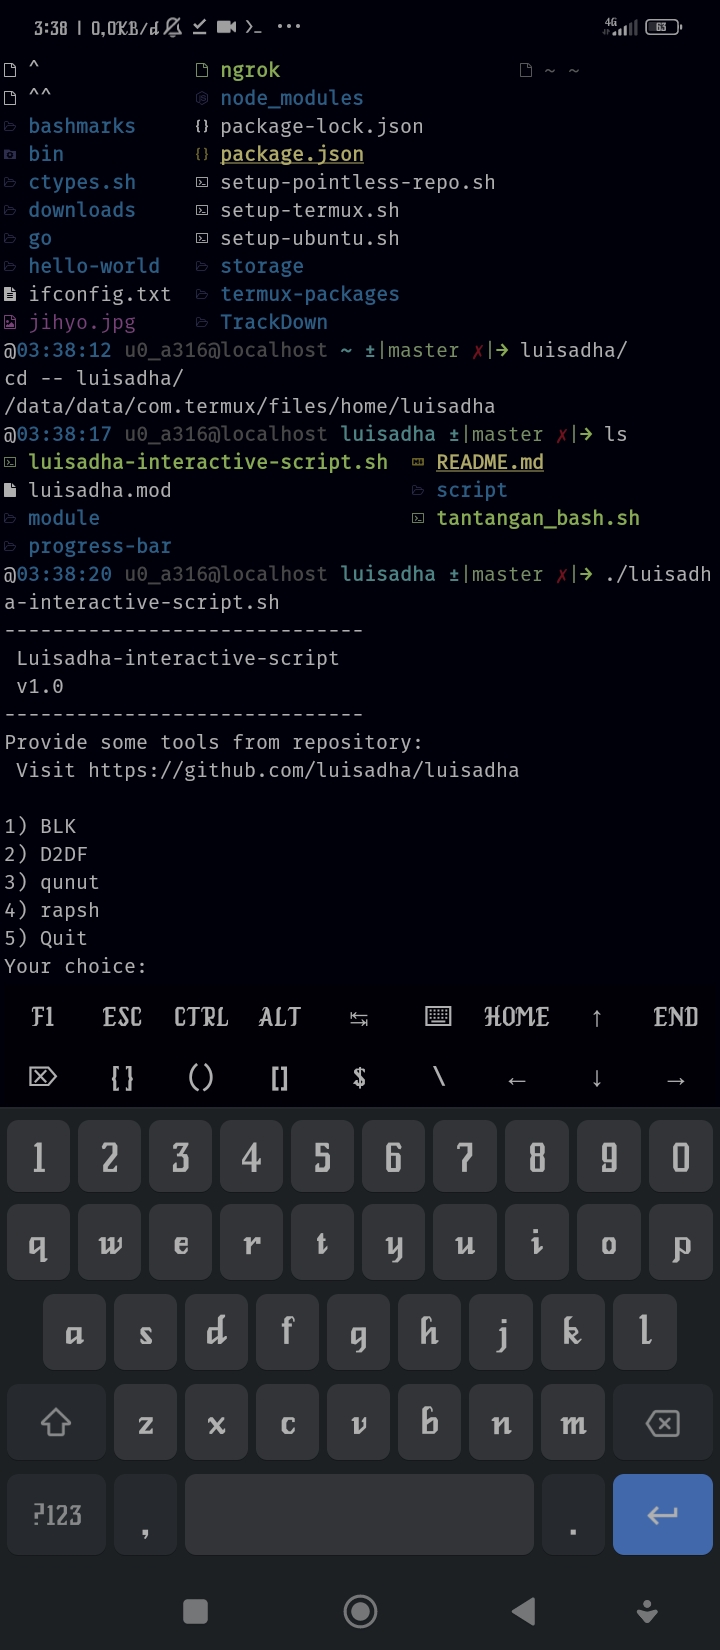 3:38 | 0,0KB/d 4G 63
^ ngrok ~ ~
^^ node_modules
bashmarks package-lock.json
bin package.json
ctypes.sh setup-pointless-repo.sh
downloads setup-termux.sh
go setup-ubuntu.sh
hello-world storage
ifconfig.txt termux-packages
jihyo.jpg TrackDown
@03:38:12 u0_a316@localhost ~ ±|master ✗|→ luisadha/
cd -- luisadha/
/data/data/com.termux/files/home/luisadha
@03:38:17 u0_a316@localhost luisadha ±|master ✗|→ ls
luisadha-interactive-script.sh README.md
luisadha.mod script
module tantangan_bash.sh
progress-bar
@03:38:20 u0_a316@localhost luisadha ±|master ✗|→ ./luisadh
a-interactive-script.sh
------------------------------
Luisadha-interactive-script
v1.0
------------------------------
Provide some tools from repository:
Visit https://github.com/luisadha/luisadha
1) BLK
2) D2DF
3) qunut
4) rapsh
5) Quit
Your choice:
F1 ESC CTRL ALT ↹ HOME ↑ END
{} () [] $ \ ← ↓ →
1 2 3 4 5 6 7 8 9 0
q w e r t y u i o p
a s d f g h j k l
z x c v b n m
?123 , .